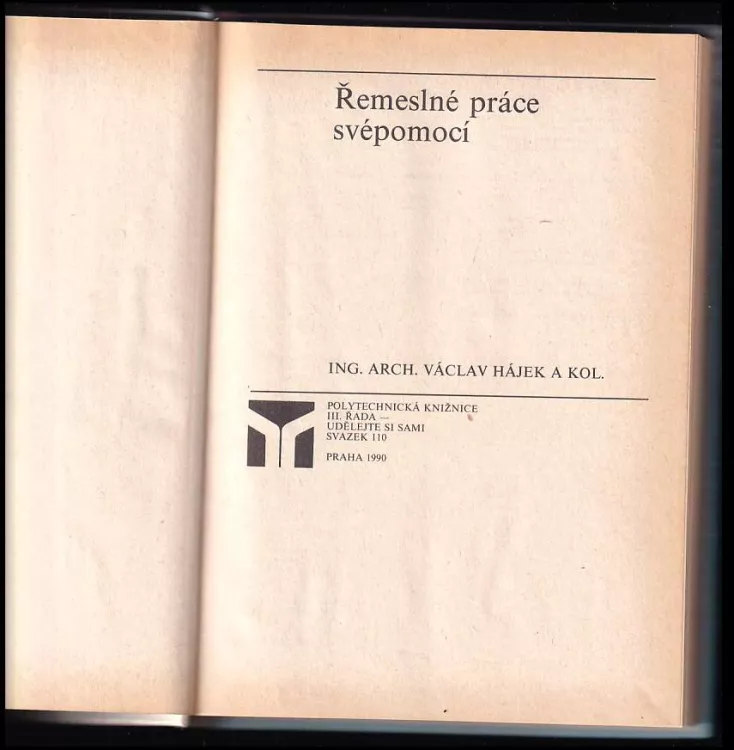 Řemeslné práce
svépomocí
ING. ARCH. VÁCLAV HÁJEK A KOL.
POLYTECHNICKÁ KNIŽNICE
III. ŘADA —
UDĚLEJTE SI SAMI
SVAZEK 110
PRAHA 1990